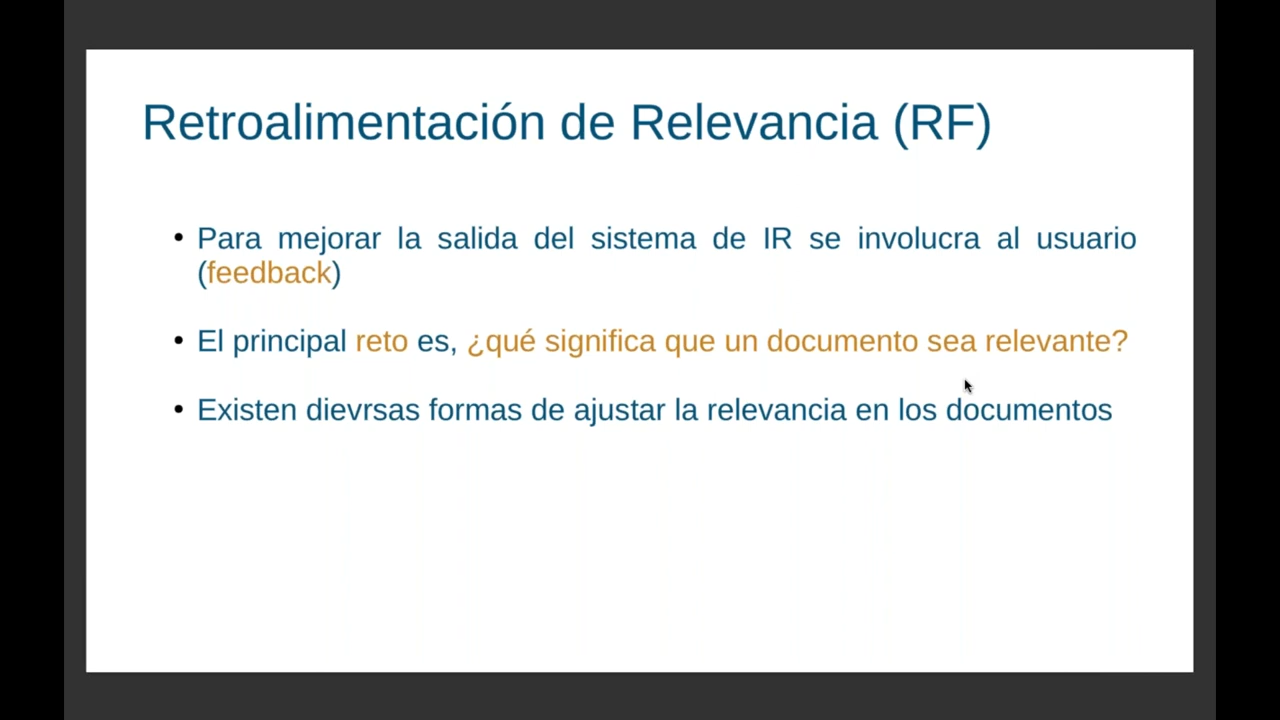 Retroalimentación de Relevancia (RF)
• Para mejorar la salida del sistema de IR se involucra al usuario
(feedback)
• El principal reto es, ¿qué significa que un documento sea relevante?
• Existen dievrsas formas de ajustar la relevancia en los documentos